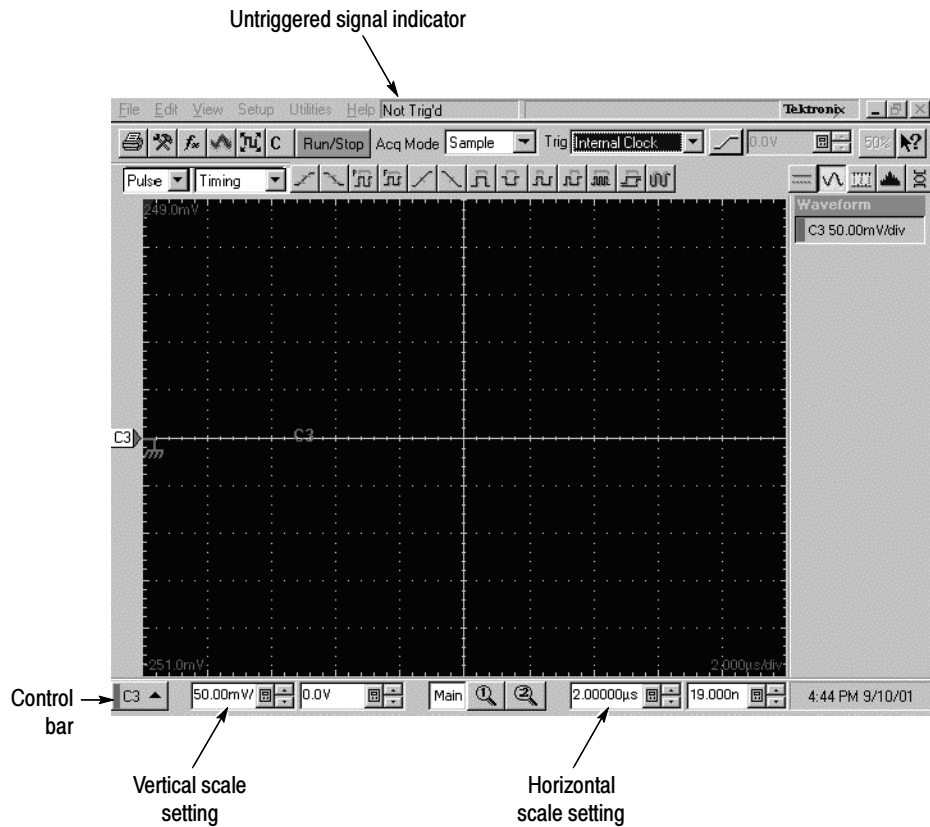 Untriggered signal indicator
File Edit View Setup Utilities Help Not Trig'd Tektronix
C Run/Stop Acq Mode Sample Trig Internal Clock 0.0V 50%
Pulse Timing
249.0mV
Waveform
C3 50.00mV/div
C3 C3
-251.0mV 2.000µs/div
C3 50.00mV/ 0.0V Main 1 2 2.00000µs 19.000n 4:44 PM 9/10/01
Control
bar
Vertical scale
setting
Horizontal
scale setting